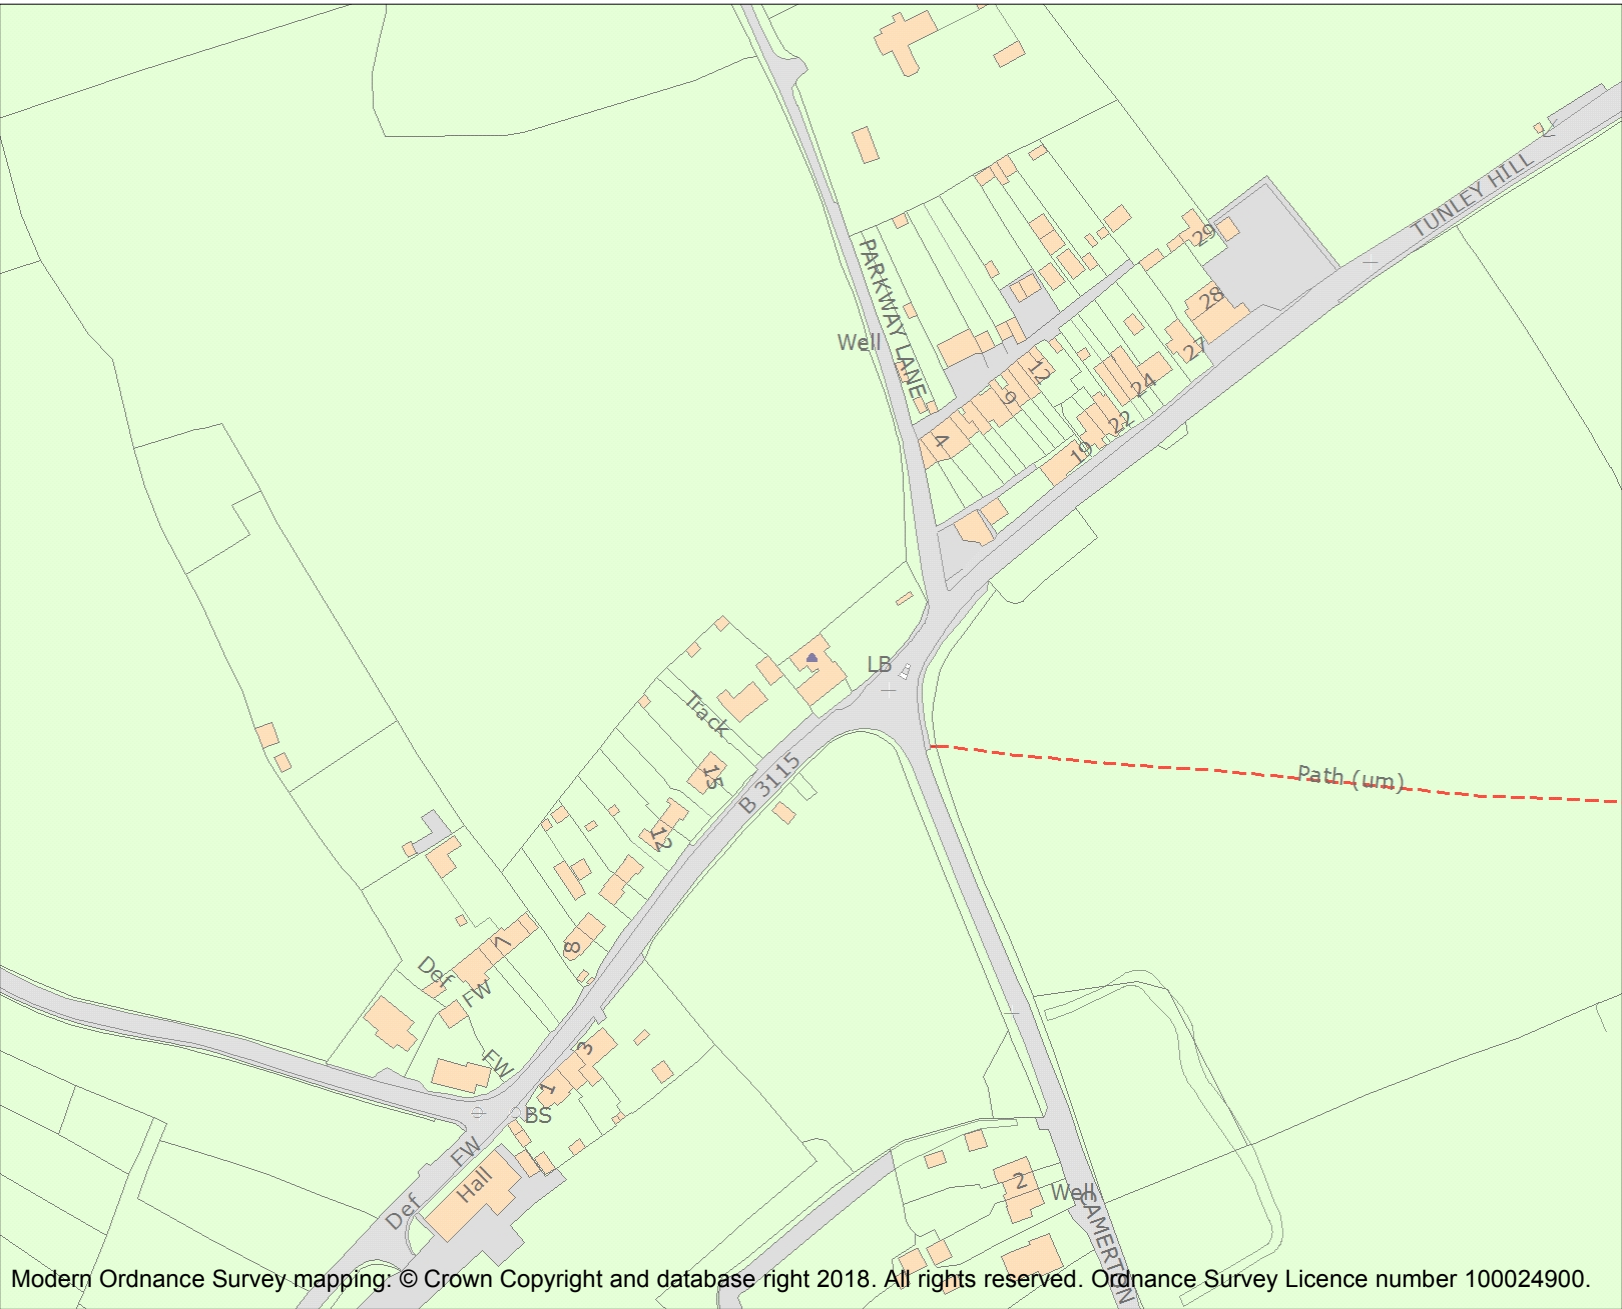 TUNLEY HILL
29
PARKWAY LANE
28
Well
27
12
24
9
22
4
19
LB
Track
Path (um)
15
B 3115
12
7
8
Def
FW
3
FW
1
BS
FW
Hall
2
Well
Def
CAMERTON
Modern Ordnance Survey mapping: © Crown Copyright and database right 2018. All rights reserved. Ordnance Survey Licence number 100024900.